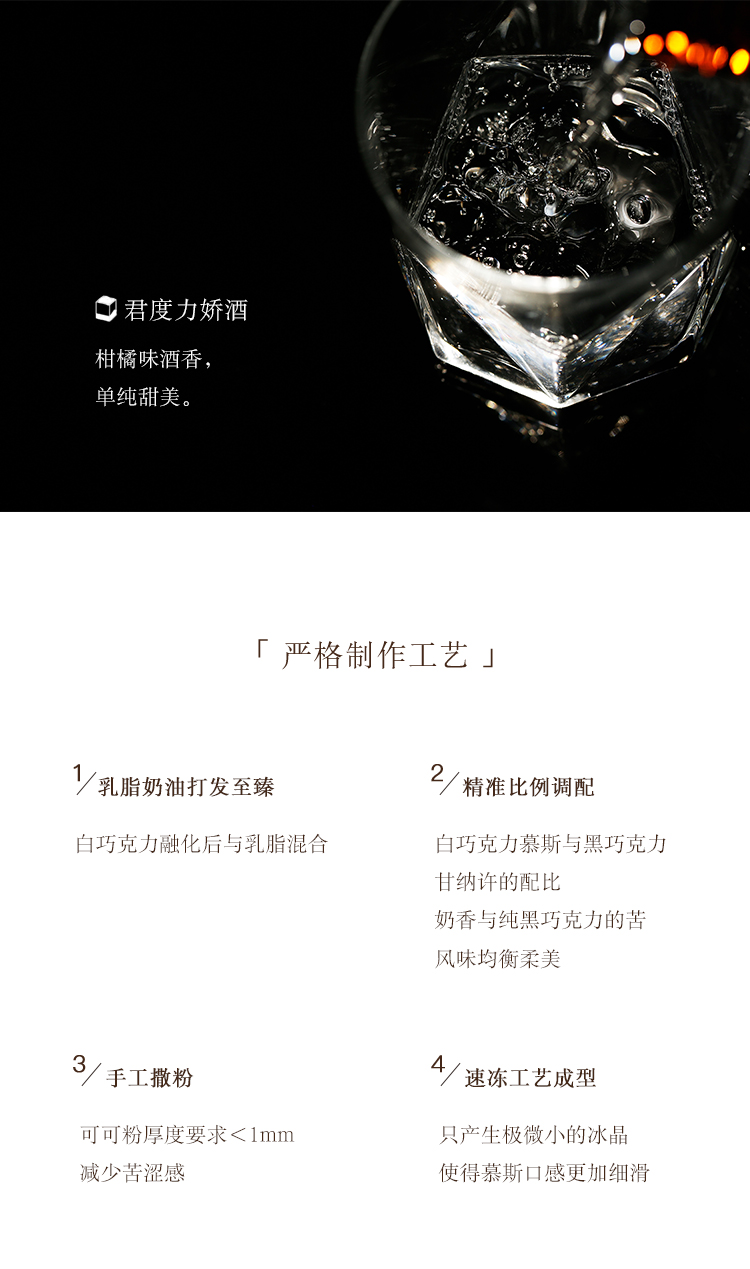 君度力娇酒
柑橘味酒香，
单纯甜美。
「 严格制作工艺 」
1/乳脂奶油打发至臻
白巧克力融化后与乳脂混合
2/精准比例调配
白巧克力慕斯与黑巧克力
甘纳许的配比
奶香与纯黑巧克力的苦
风味均衡柔美
3/手工撒粉
可可粉厚度要求＜1mm
减少苦涩感
4/速冻工艺成型
只产生极微小的冰晶
使得慕斯口感更加细滑